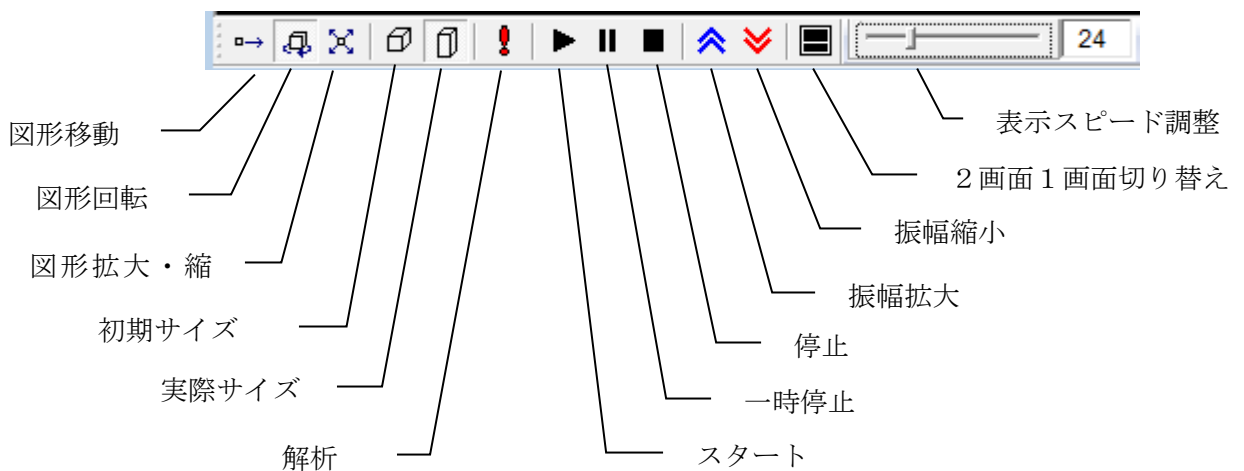 24
図形移動
表示スピード調整
図形回転
２画面１画面切り替え
図形拡大・縮
振幅縮小
振幅拡大
初期サイズ
停止
実際サイズ
一時停止
解析
スタート